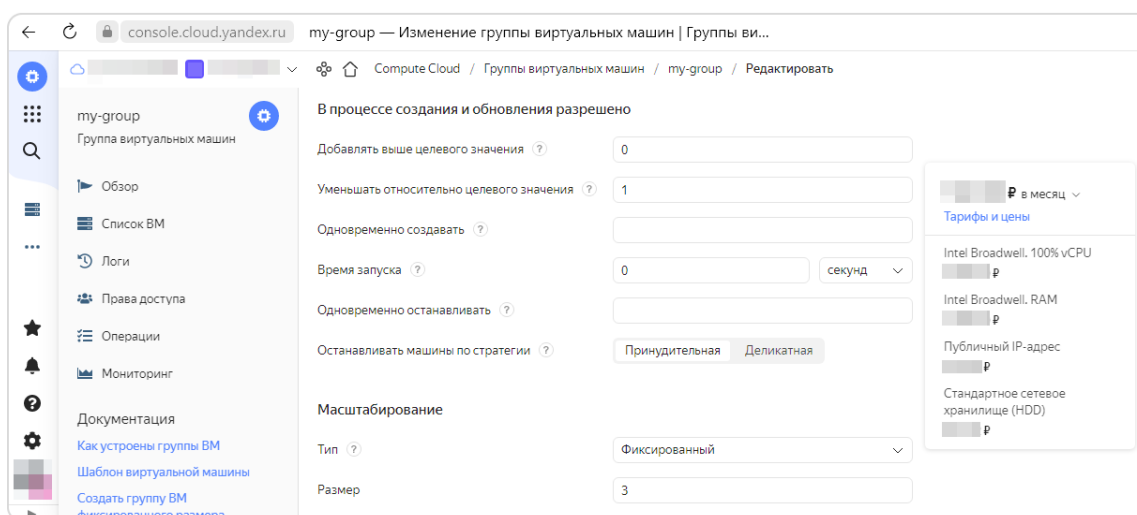 console.cloud.yandex.ru my-group — Изменение группы виртуальных машин | Группы ви...
Compute Cloud / Группы виртуальных машин / my-group / Редактировать
my-group
Группа виртуальных машин
Обзор
Список ВМ
Логи
Права доступа
Операции
Мониторинг
Документация
Как устроены группы ВМ
Шаблон виртуальной машины
Создать группу ВМ
фиксированного размера
В процессе создания и обновления разрешено
Добавлять выше целевого значения ? 0
Уменьшать относительно целевого значения ? 1
Одновременно создавать ?
Время запуска ? 0 секунд
Одновременно останавливать ?
Останавливать машины по стратегии ? Принудительная Деликатная
Масштабирование
Тип ? Фиксированный
Размер 3
₽ в месяц
Тарифы и цены
Intel Broadwell. 100% vCPU
₽
Intel Broadwell. RAM
₽
Публичный IP-адрес
₽
Стандартное сетевое
хранилище (HDD)
₽